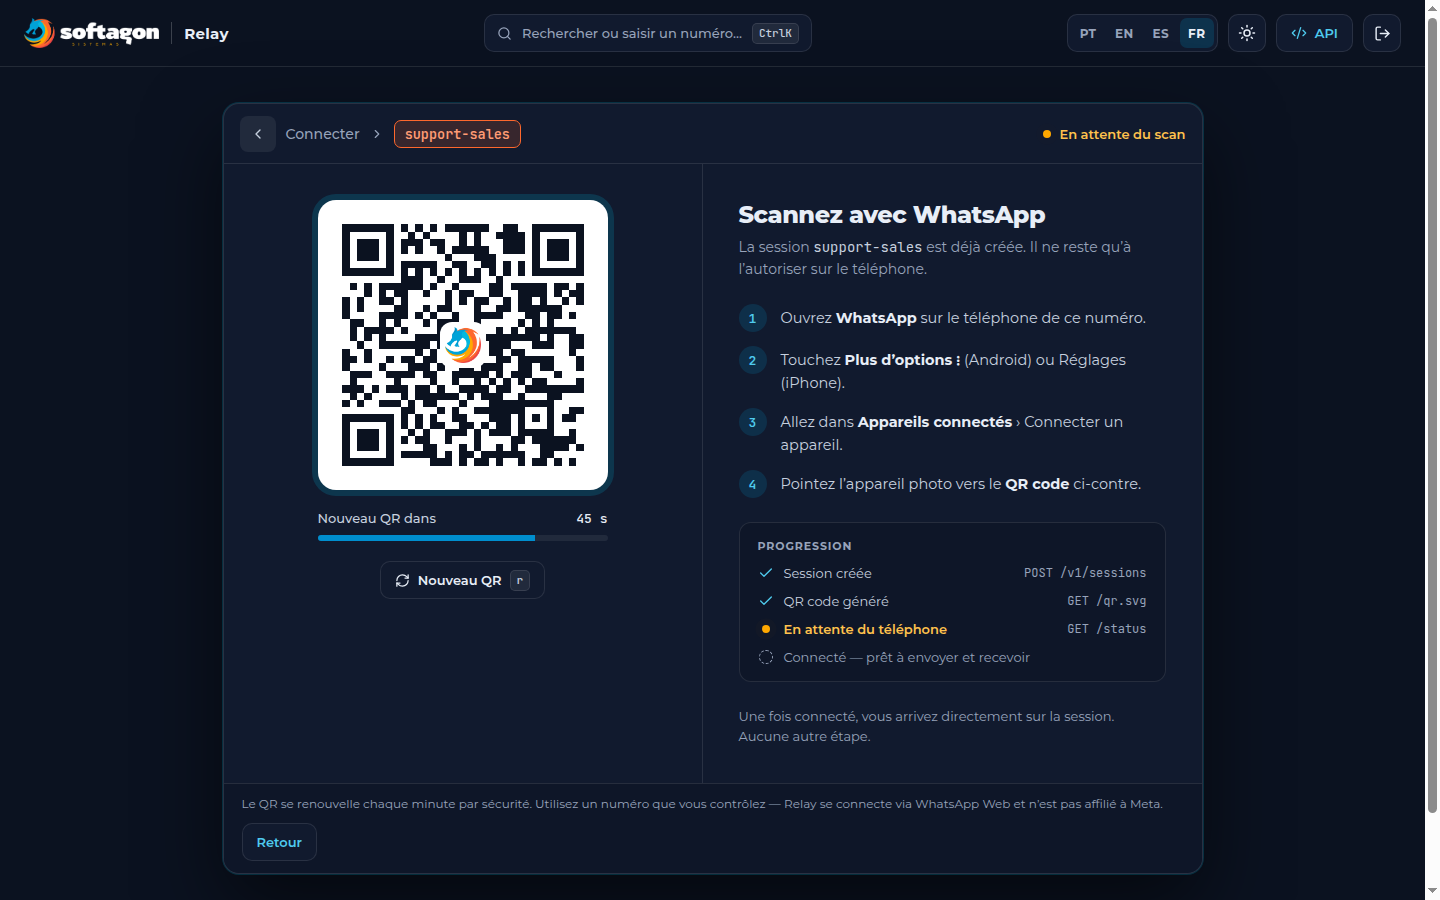 softagon
SISTEMAS
Relay
Rechercher ou saisir un numéro...
CtrlK
PT EN ES FR
API
Connecter
support-sales
En attente du scan
Nouveau QR dans 45 s
Nouveau QR r
Scannez avec WhatsApp
La session support-sales est déjà créée. Il ne reste qu’à
l’autoriser sur le téléphone.
1 Ouvrez WhatsApp sur le téléphone de ce numéro.
2 Touchez Plus d’options ⋮ (Android) ou Réglages
(iPhone).
3 Allez dans Appareils connectés › Connecter un
appareil.
4 Pointez l’appareil photo vers le QR code ci-contre.
PROGRESSION
Session créée POST /v1/sessions
QR code généré GET /qr.svg
En attente du téléphone GET /status
Connecté — prêt à envoyer et recevoir
Une fois connecté, vous arrivez directement sur la session.
Aucune autre étape.
Le QR se renouvelle chaque minute par sécurité. Utilisez un numéro que vous contrôlez — Relay se connecte via WhatsApp Web et n’est pas affilié à Meta.
Retour